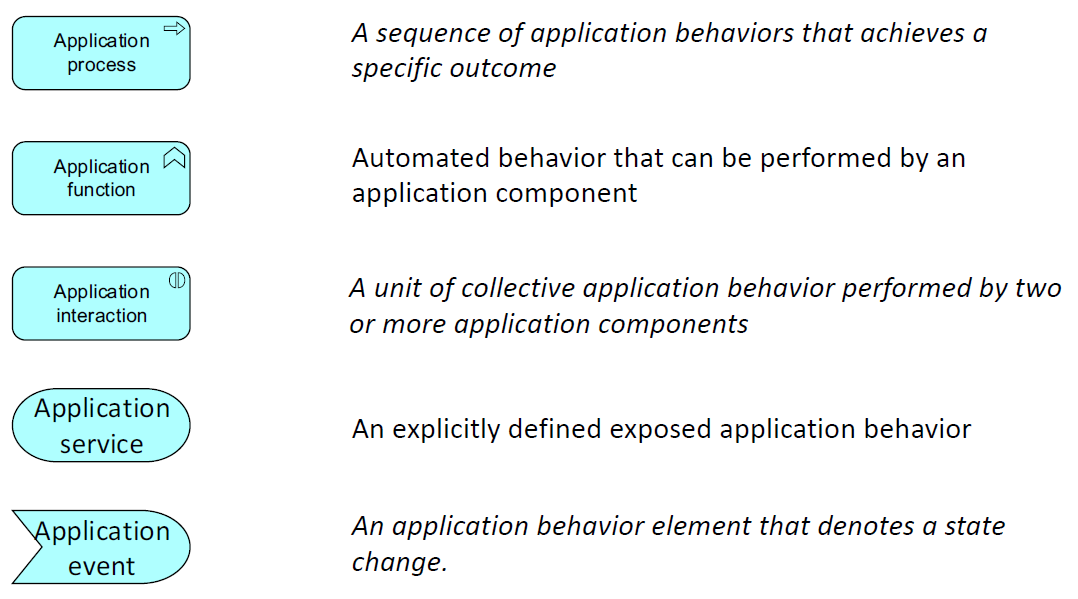 Application
process
A sequence of application behaviors that achieves a
specific outcome
Application
function
Automated behavior that can be performed by an
application component
Application
interaction
A unit of collective application behavior performed by two
or more application components
Application
service
An explicitly defined exposed application behavior
Application
event
An application behavior element that denotes a state
change.